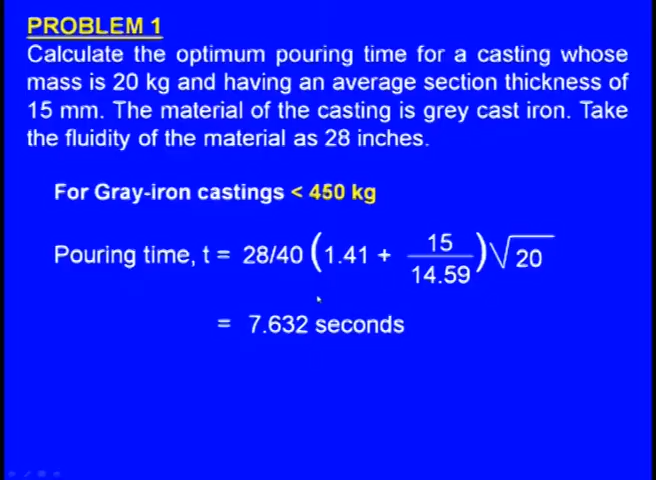 PROBLEM 1
Calculate the optimum pouring time for a casting whose
mass is 20 kg and having an average section thickness of
15 mm. The material of the casting is grey cast iron. Take
the fluidity of the material as 28 inches.
For Gray-iron castings < 450 kg
Pouring time, t = 28/40 (1.41 + 15/14.59)√20
= 7.632 seconds